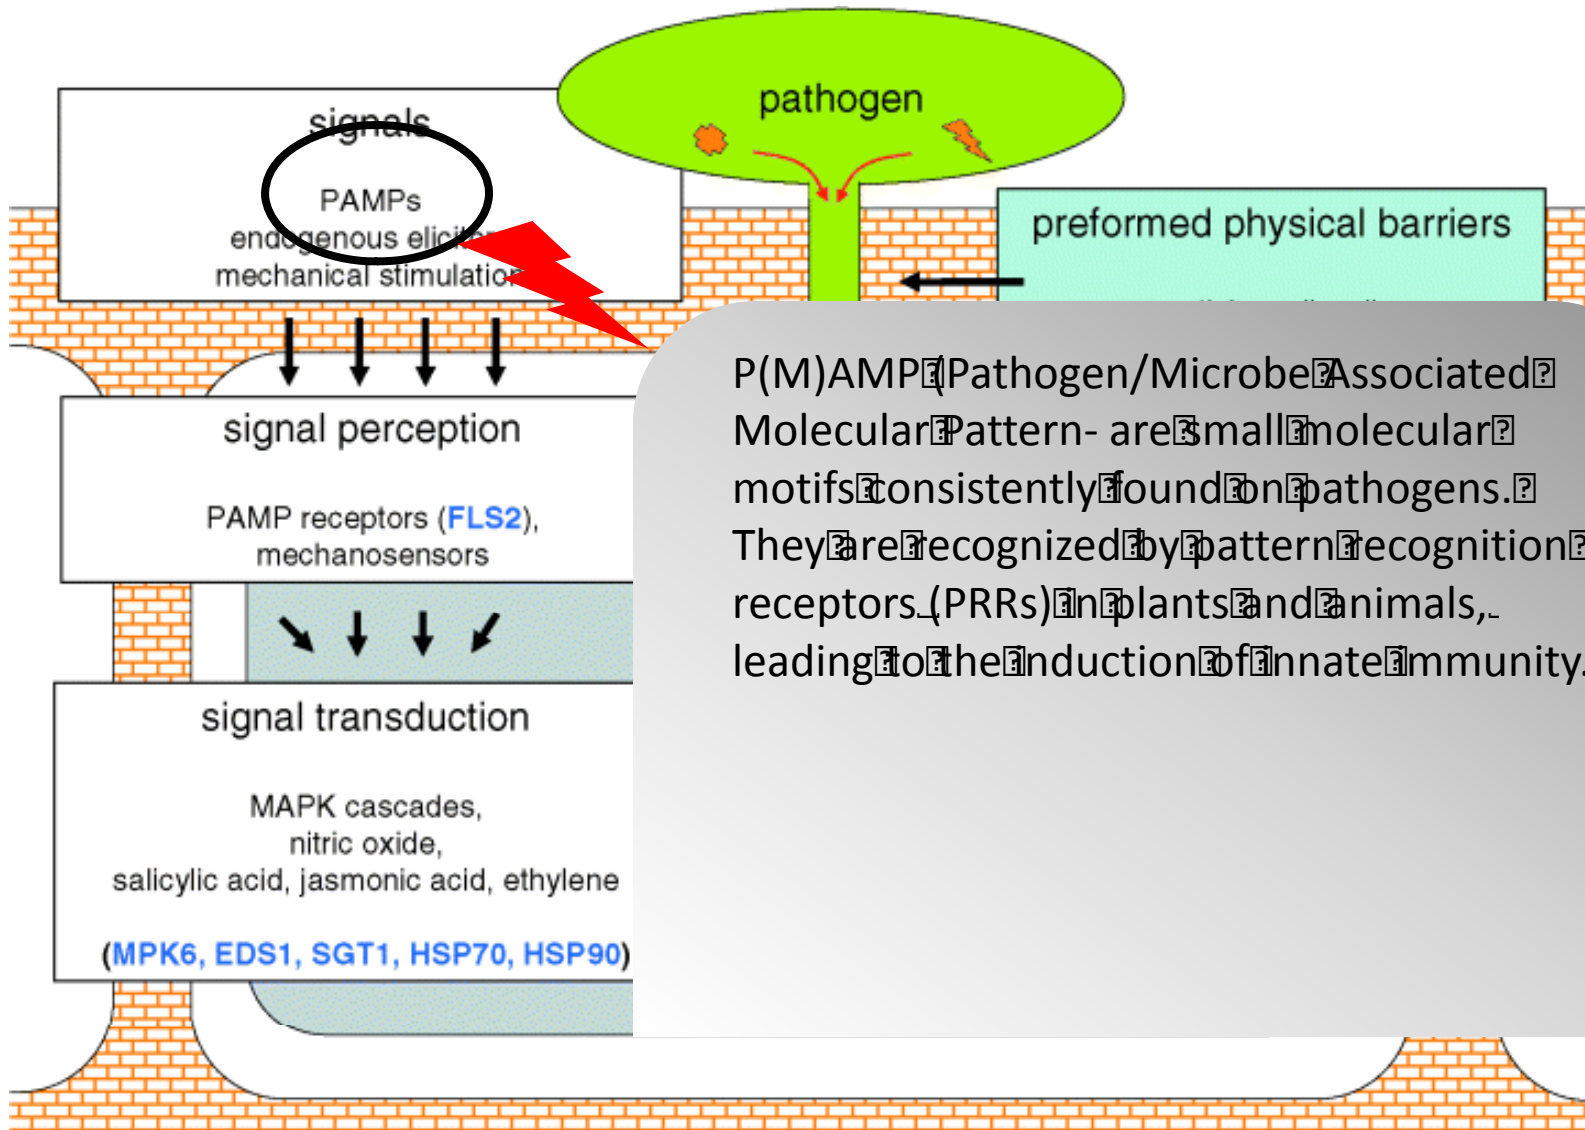 pathogen
signals
PAMPs
endogenous elicitor
mechanical stimulation
preformed physical barriers
signal perception
PAMP receptors (FLS2),
mechanosensors
signal transduction
MAPK cascades,
nitric oxide,
salicylic acid, jasmonic acid, ethylene
(MPK6, EDS1, SGT1, HSP70, HSP90)
P(M)AMP (Pathogen/Microbe Associated
Molecular Pattern- are small molecular
motifs consistently found on pathogens.
They are recognized by pattern recognition
receptors (PRRs) in plants and animals,
leading to the induction of innate immunity.